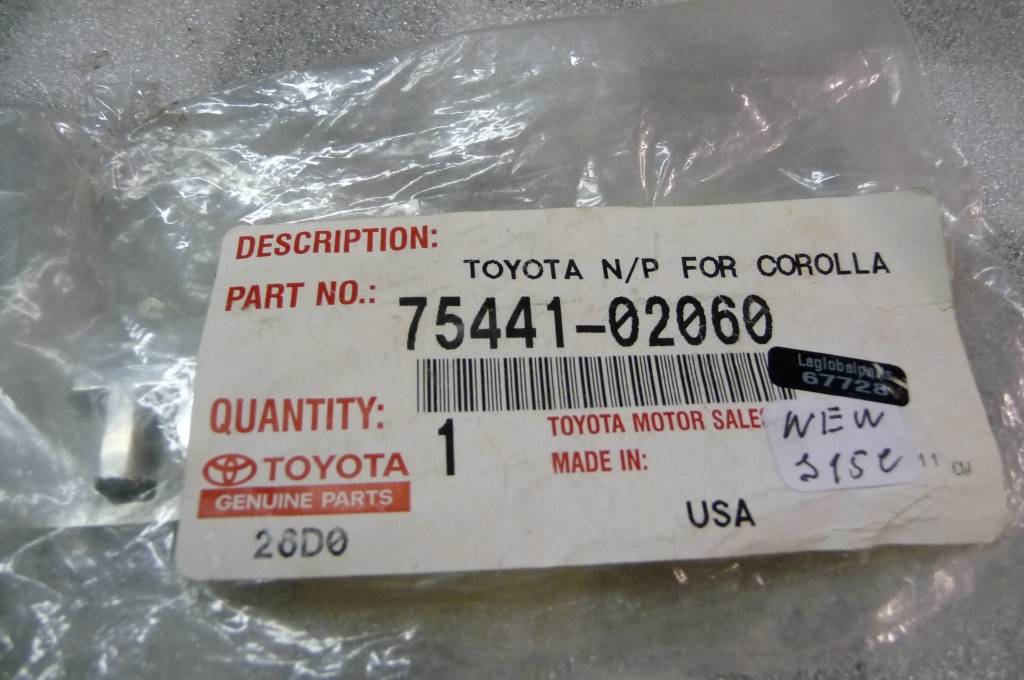 DESCRIPTION:
TOYOTA N/P FOR COROLLA
PART NO.:
75441-02060
Laglobalparts
67728
QUANTITY:
1
TOYOTA MOTOR SALES
NEW
MADE IN:
TOYOTA
GENUINE PARTS
USA
26D0